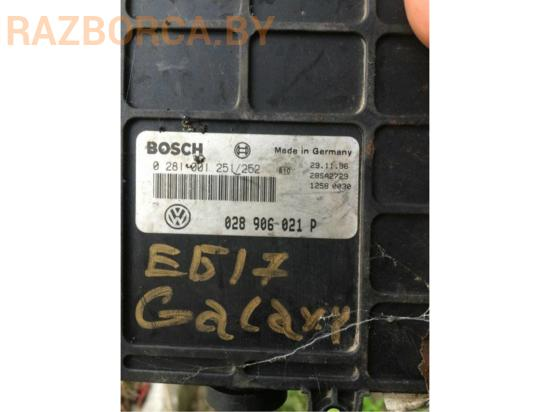 RAZBORCA.BY
BOSCH Made in Germany
0 281 001 251/252 29.11.96
28SA2729
1258 0030
028 906 021 P
ЕБ17
Galaxy